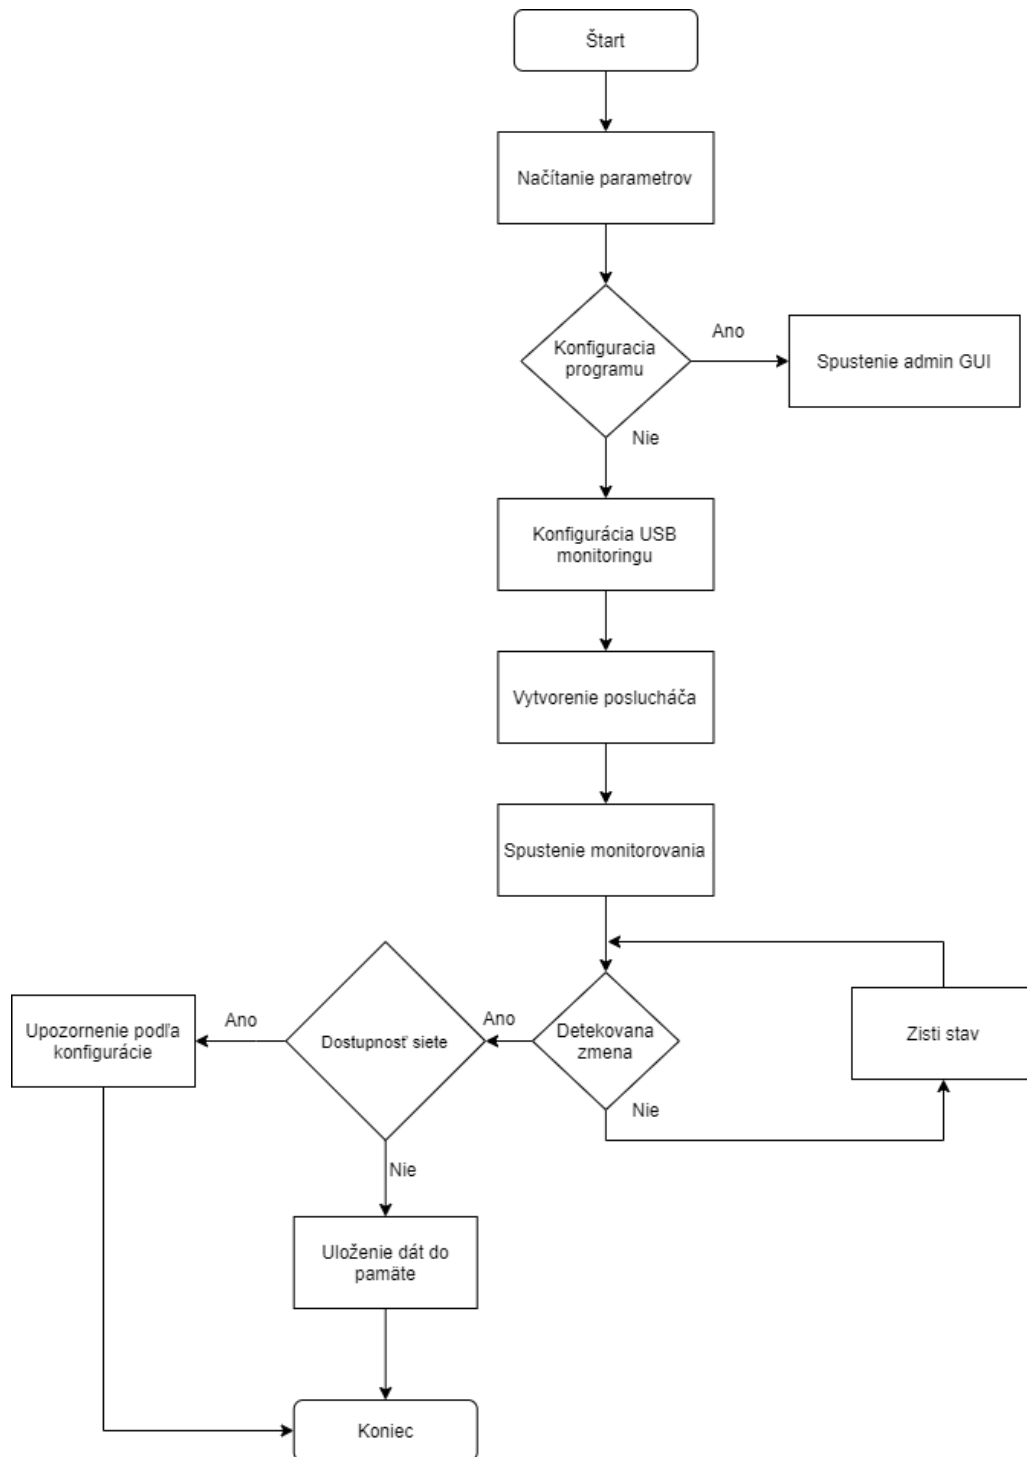 Štart
Načítanie parametrov
Konfiguracia
programu
Ano
Spustenie admin GUI
Nie
Konfigurácia USB
monitoringu
Vytvorenie poslucháča
Spustenie monitorovania
Detekovana
zmena
Nie
Zisti stav
Ano
Dostupnosť siete
Ano
Upozornenie podľa
konfigurácie
Nie
Uloženie dát do
pamäte
Koniec